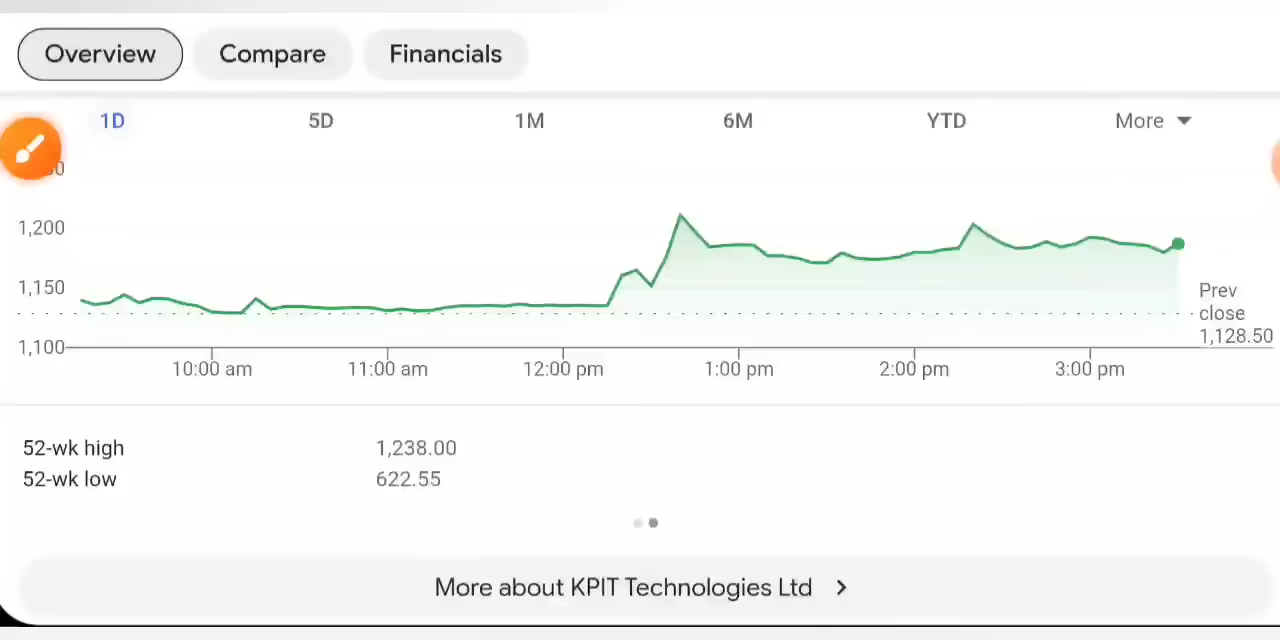 Overview Compare Financials
1D 5D 1M 6M YTD More
1,200
1,150
1,100
Prev
close
1,128.50
10:00 am 11:00 am 12:00 pm 1:00 pm 2:00 pm 3:00 pm
52-wk high 1,238.00
52-wk low 622.55
More about KPIT Technologies Ltd